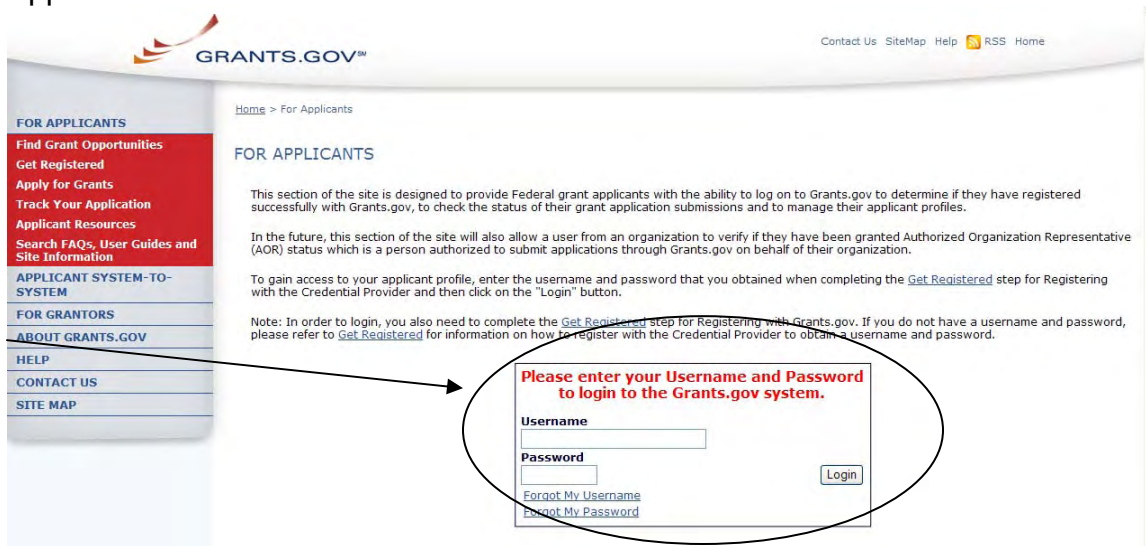 GRANTS.GOV℠
Contact Us SiteMap Help RSS Home
FOR APPLICANTS
Find Grant Opportunities
Get Registered
Apply for Grants
Track Your Application
Applicant Resources
Search FAQs, User Guides and
Site Information
APPLICANT SYSTEM-TO-
SYSTEM
FOR GRANTORS
ABOUT GRANTS.GOV
HELP
CONTACT US
SITE MAP
Home > For Applicants
FOR APPLICANTS
This section of the site is designed to provide Federal grant applicants with the ability to log on to Grants.gov to determine if they have registered
successfully with Grants.gov, to check the status of their grant application submissions and to manage their applicant profiles.
In the future, this section of the site will also allow a user from an organization to verify if they have been granted Authorized Organization Representative
(AOR) status which is a person authorized to submit applications through Grants.gov on behalf of their organization.
To gain access to your applicant profile, enter the username and password that you obtained when completing the Get Registered step for Registering
with the Credential Provider and then click on the "Login" button.
Note: In order to login, you also need to complete the Get Registered step for Registering with Grants.gov. If you do not have a username and password,
please refer to Get Registered for information on how to register with the Credential Provider to obtain a username and password.
Please enter your Username and Password
to login to the Grants.gov system.
Username
Password
Login
Forgot My Username
Forgot My Password